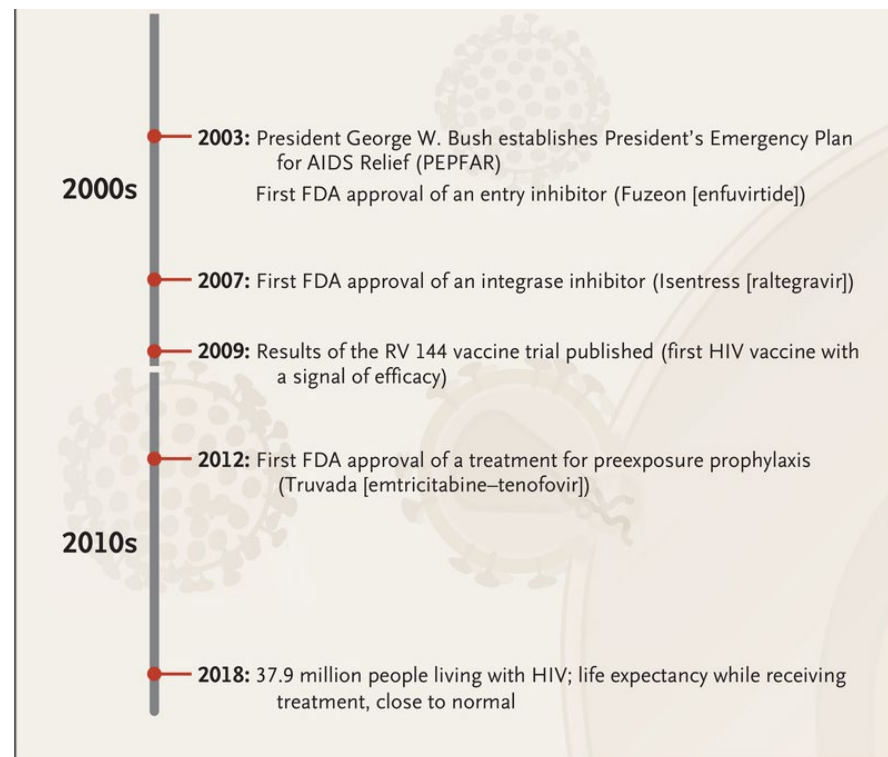 2003: President George W. Bush establishes President’s Emergency Plan
for AIDS Relief (PEPFAR)
2000s
First FDA approval of an entry inhibitor (Fuzeon [enfuvirtide])
2007: First FDA approval of an integrase inhibitor (Isentress [raltegravir])
2009: Results of the RV 144 vaccine trial published (first HIV vaccine with
a signal of efficacy)
2012: First FDA approval of a treatment for preexposure prophylaxis
(Truvada [emtricitabine–tenofovir])
2010s
2018: 37.9 million people living with HIV; life expectancy while receiving
treatment, close to normal